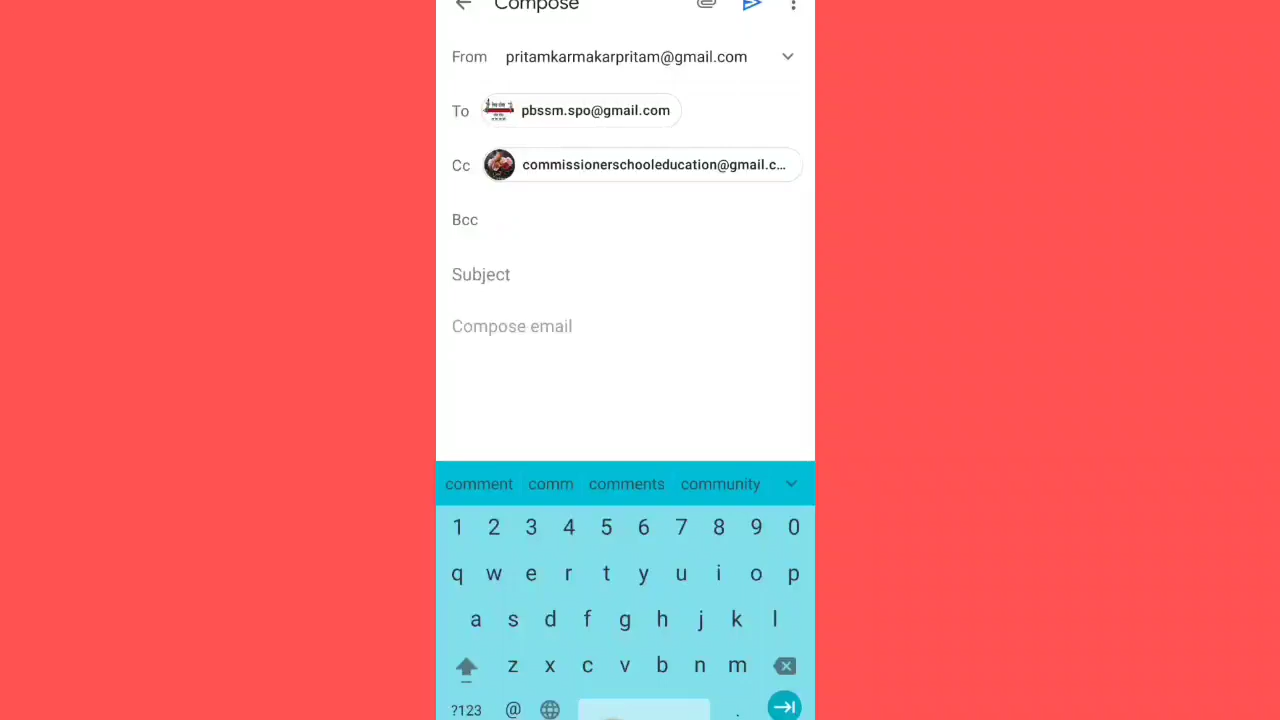 Compose
From pritamkarmakarpritam@gmail.com
To pbssm.spo@gmail.com
Cc commissionerschooleducation@gmail.c...
Bcc
Subject
Compose email
comment comm comments community
1 2 3 4 5 6 7 8 9 0
q w e r t y u i o p
a s d f g h j k l
z x c v b n m
?123 @ .